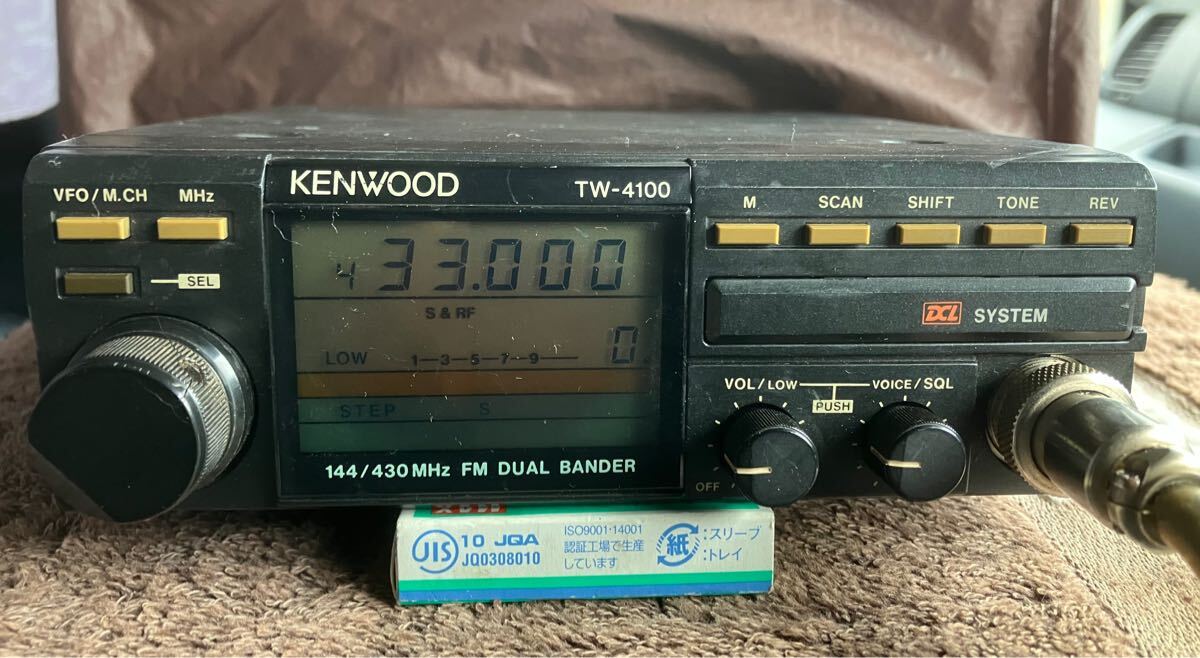 VFO/M.CH
MHz
SEL
KENWOOD
TW-4100
433.000
S & RF
LOW
1—3—5—7—9
0
STEP
S
144/430 MHz FM DUAL BANDER
M
SCAN
SHIFT
TONE
REV
DCL SYSTEM
VOL/LOW
VOICE/SQL
PUSH
OFF
JIS
10 JQA
JQ0308010
ISO9001・14001
認証工場で生産
しています
紙
:スリーブ
:トレイ